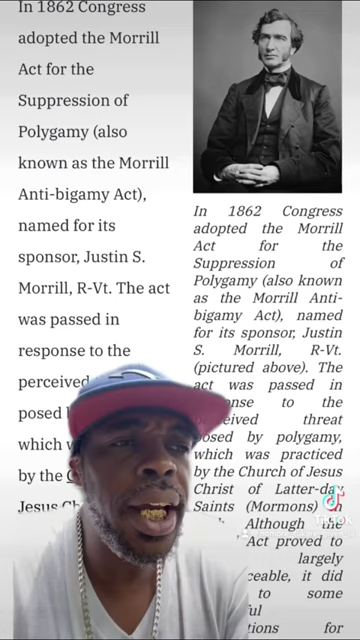 In 1862 Congress
adopted the Morrill
Act for the
Suppression of
Polygamy (also
known as the Morrill
Anti-bigamy Act),
named for its
sponsor, Justin S.
Morrill, R-Vt. The act
was passed in
response to the
perceived
posed
which
by the
Jesus
In 1862 Congress
adopted the Morrill
Act for the
Suppression of
Polygamy (also known
as the Morrill Anti-
bigamy Act), named
for its sponsor, Justin
S. Morrill, R-Vt.
(pictured above). The
act was passed in
to the
threat
posed by polygamy,
which was practiced
by the Church of Jesus
Christ of Latter-day
Saints (Mormons)
Although the
Act proved to
largely
it did
to some
for
TikTok